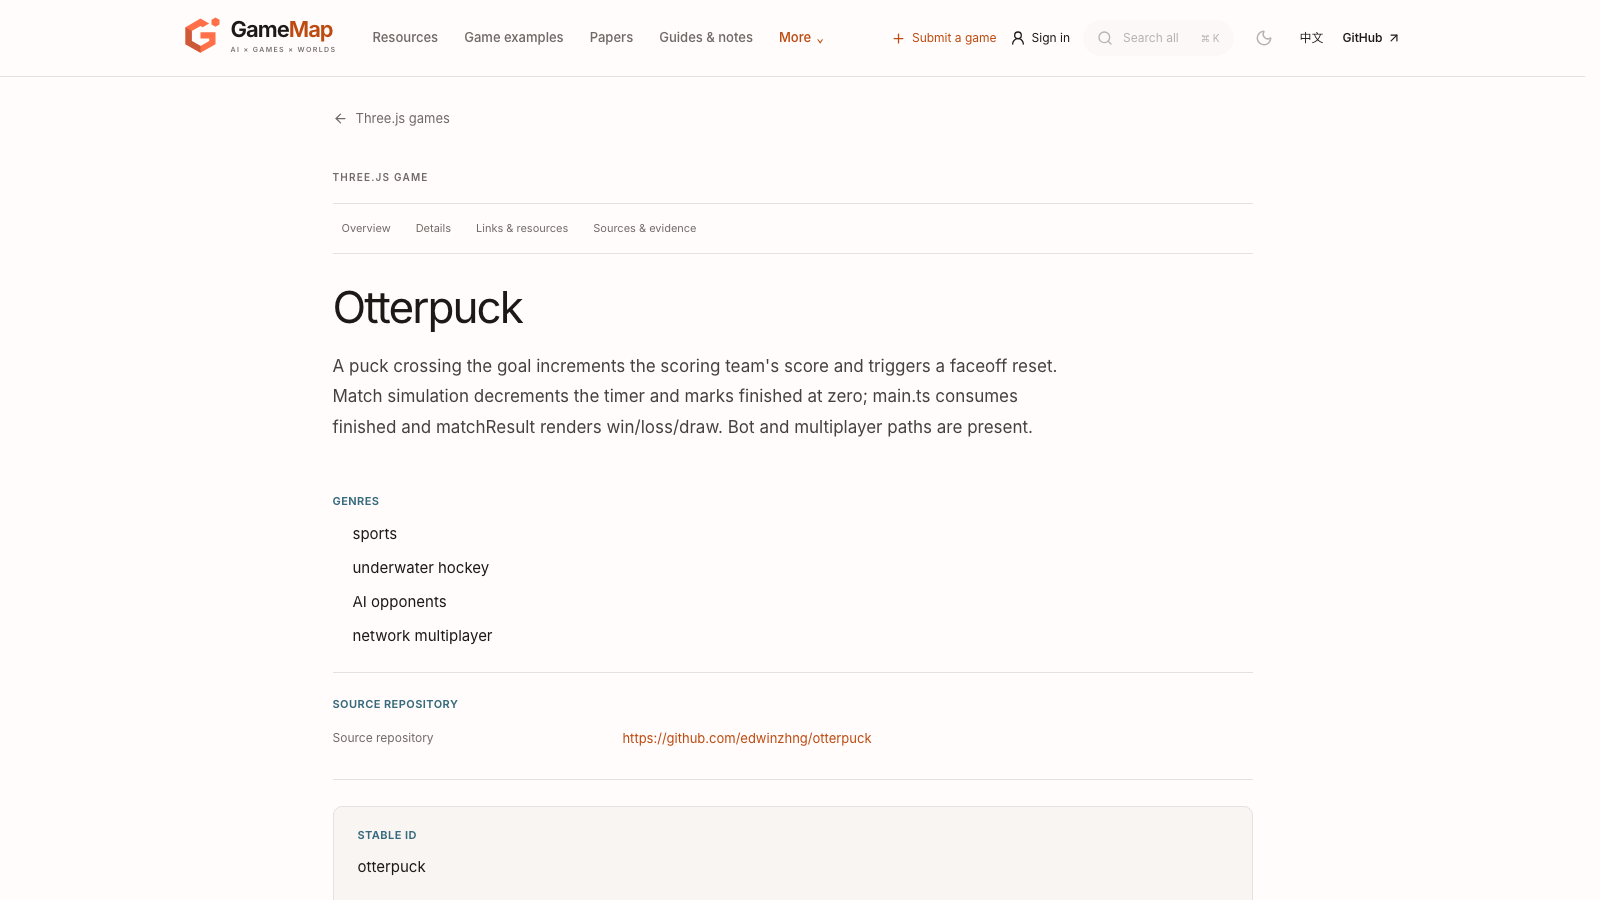 GameMap
AI × GAMES × WORLDS
Resources
Game examples
Papers
Guides & notes
More
Submit a game
Sign in
Search all
⌘ K
中文
GitHub
Three.js games
THREE.JS GAME
Overview
Details
Links & resources
Sources & evidence
Otterpuck
A puck crossing the goal increments the scoring team's score and triggers a faceoff reset.
Match simulation decrements the timer and marks finished at zero; main.ts consumes
finished and matchResult renders win/loss/draw. Bot and multiplayer paths are present.
GENRES
sports
underwater hockey
AI opponents
network multiplayer
SOURCE REPOSITORY
Source repository
https://github.com/edwinzhng/otterpuck
STABLE ID
otterpuck